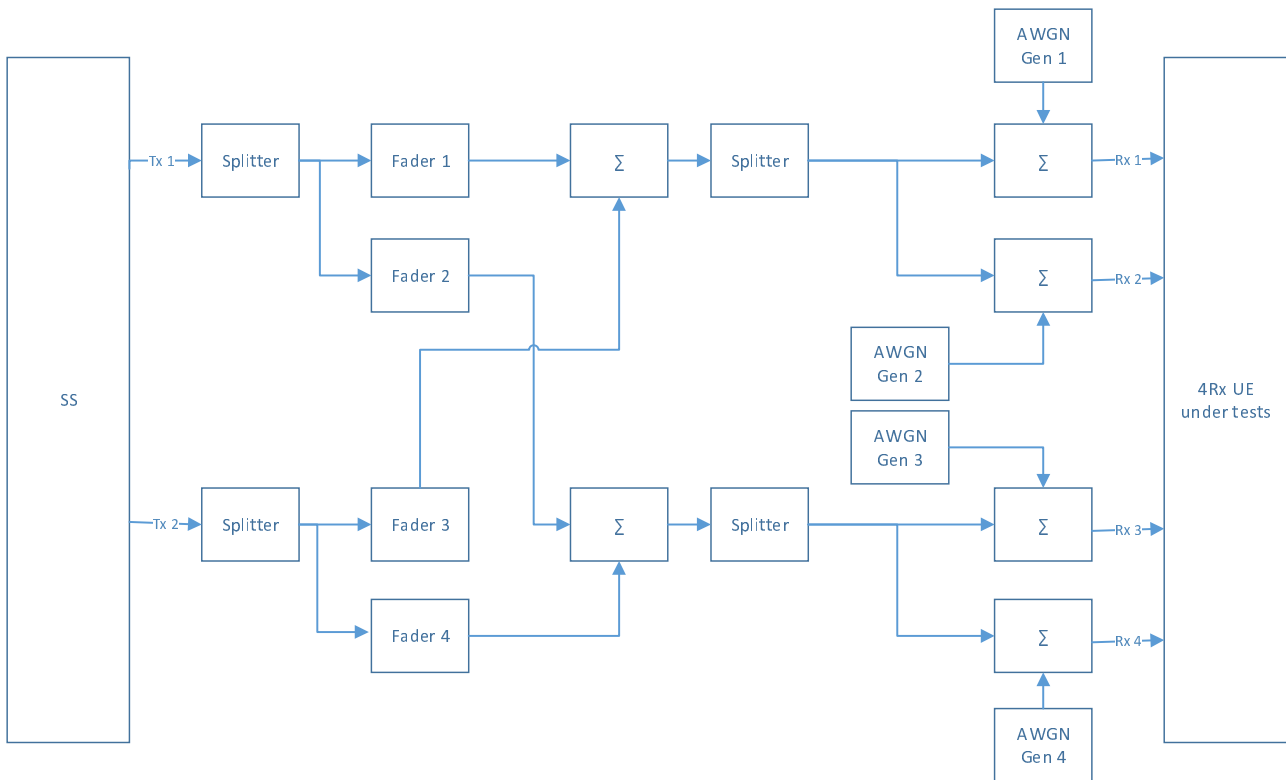 AWGN
Gen 1
Tx 1
Splitter
Fader 1
Σ
Splitter
Σ
Rx 1
Fader 2
Σ
Rx 2
AWGN
Gen 2
SS
4Rx UE
under tests
AWGN
Gen 3
Tx 2
Splitter
Fader 3
Σ
Splitter
Σ
Rx 3
Fader 4
Σ
Rx 4
AWGN
Gen 4